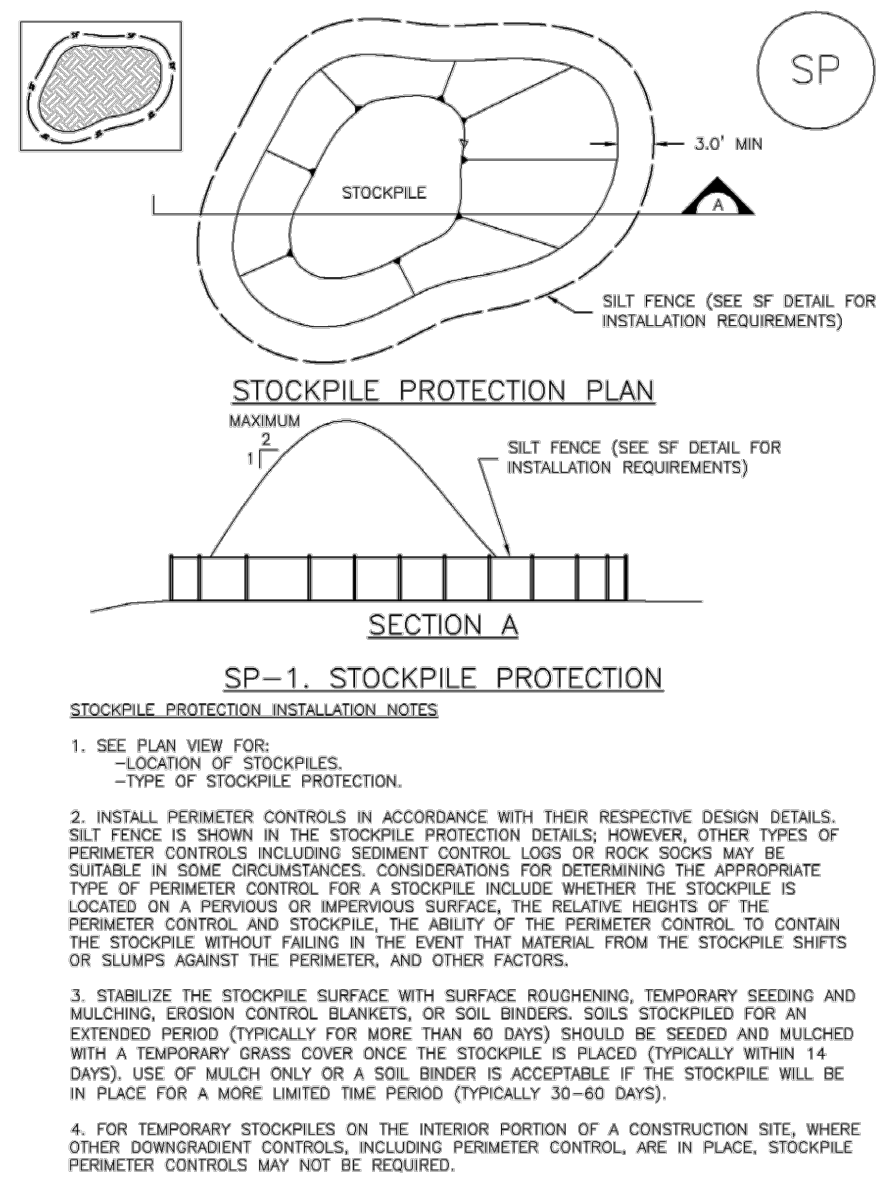 SP
3.0' MIN
STOCKPILE
A
SILT FENCE (SEE SF DETAIL FOR
INSTALLATION REQUIREMENTS)
STOCKPILE PROTECTION PLAN
MAXIMUM
2
1
SILT FENCE (SEE SF DETAIL FOR
INSTALLATION REQUIREMENTS)
SECTION A
SP-1. STOCKPILE PROTECTION
STOCKPILE PROTECTION INSTALLATION NOTES
1. SEE PLAN VIEW FOR:
-LOCATION OF STOCKPILES.
-TYPE OF STOCKPILE PROTECTION.
2. INSTALL PERIMETER CONTROLS IN ACCORDANCE WITH THEIR RESPECTIVE DESIGN DETAILS.
SILT FENCE IS SHOWN IN THE STOCKPILE PROTECTION DETAILS; HOWEVER, OTHER TYPES OF
PERIMETER CONTROLS INCLUDING SEDIMENT CONTROL LOGS OR ROCK SOCKS MAY BE
SUITABLE IN SOME CIRCUMSTANCES. CONSIDERATIONS FOR DETERMINING THE APPROPRIATE
TYPE OF PERIMETER CONTROL FOR A STOCKPILE INCLUDE WHETHER THE STOCKPILE IS
LOCATED ON A PERVIOUS OR IMPERVIOUS SURFACE, THE RELATIVE HEIGHTS OF THE
PERIMETER CONTROL AND STOCKPILE, THE ABILITY OF THE PERIMETER CONTROL TO CONTAIN
THE STOCKPILE WITHOUT FAILING IN THE EVENT THAT MATERIAL FROM THE STOCKPILE SHIFTS
OR SLUMPS AGAINST THE PERIMETER, AND OTHER FACTORS.
3. STABILIZE THE STOCKPILE SURFACE WITH SURFACE ROUGHENING, TEMPORARY SEEDING AND
MULCHING, EROSION CONTROL BLANKETS, OR SOIL BINDERS. SOILS STOCKPILED FOR AN
EXTENDED PERIOD (TYPICALLY FOR MORE THAN 60 DAYS) SHOULD BE SEEDED AND MULCHED
WITH A TEMPORARY GRASS COVER ONCE THE STOCKPILE IS PLACED (TYPICALLY WITHIN 14
DAYS). USE OF MULCH ONLY OR A SOIL BINDER IS ACCEPTABLE IF THE STOCKPILE WILL BE
IN PLACE FOR A MORE LIMITED TIME PERIOD (TYPICALLY 30-60 DAYS).
4. FOR TEMPORARY STOCKPILES ON THE INTERIOR PORTION OF A CONSTRUCTION SITE, WHERE
OTHER DOWNGRADIENT CONTROLS, INCLUDING PERIMETER CONTROL, ARE IN PLACE, STOCKPILE
PERIMETER CONTROLS MAY NOT BE REQUIRED.